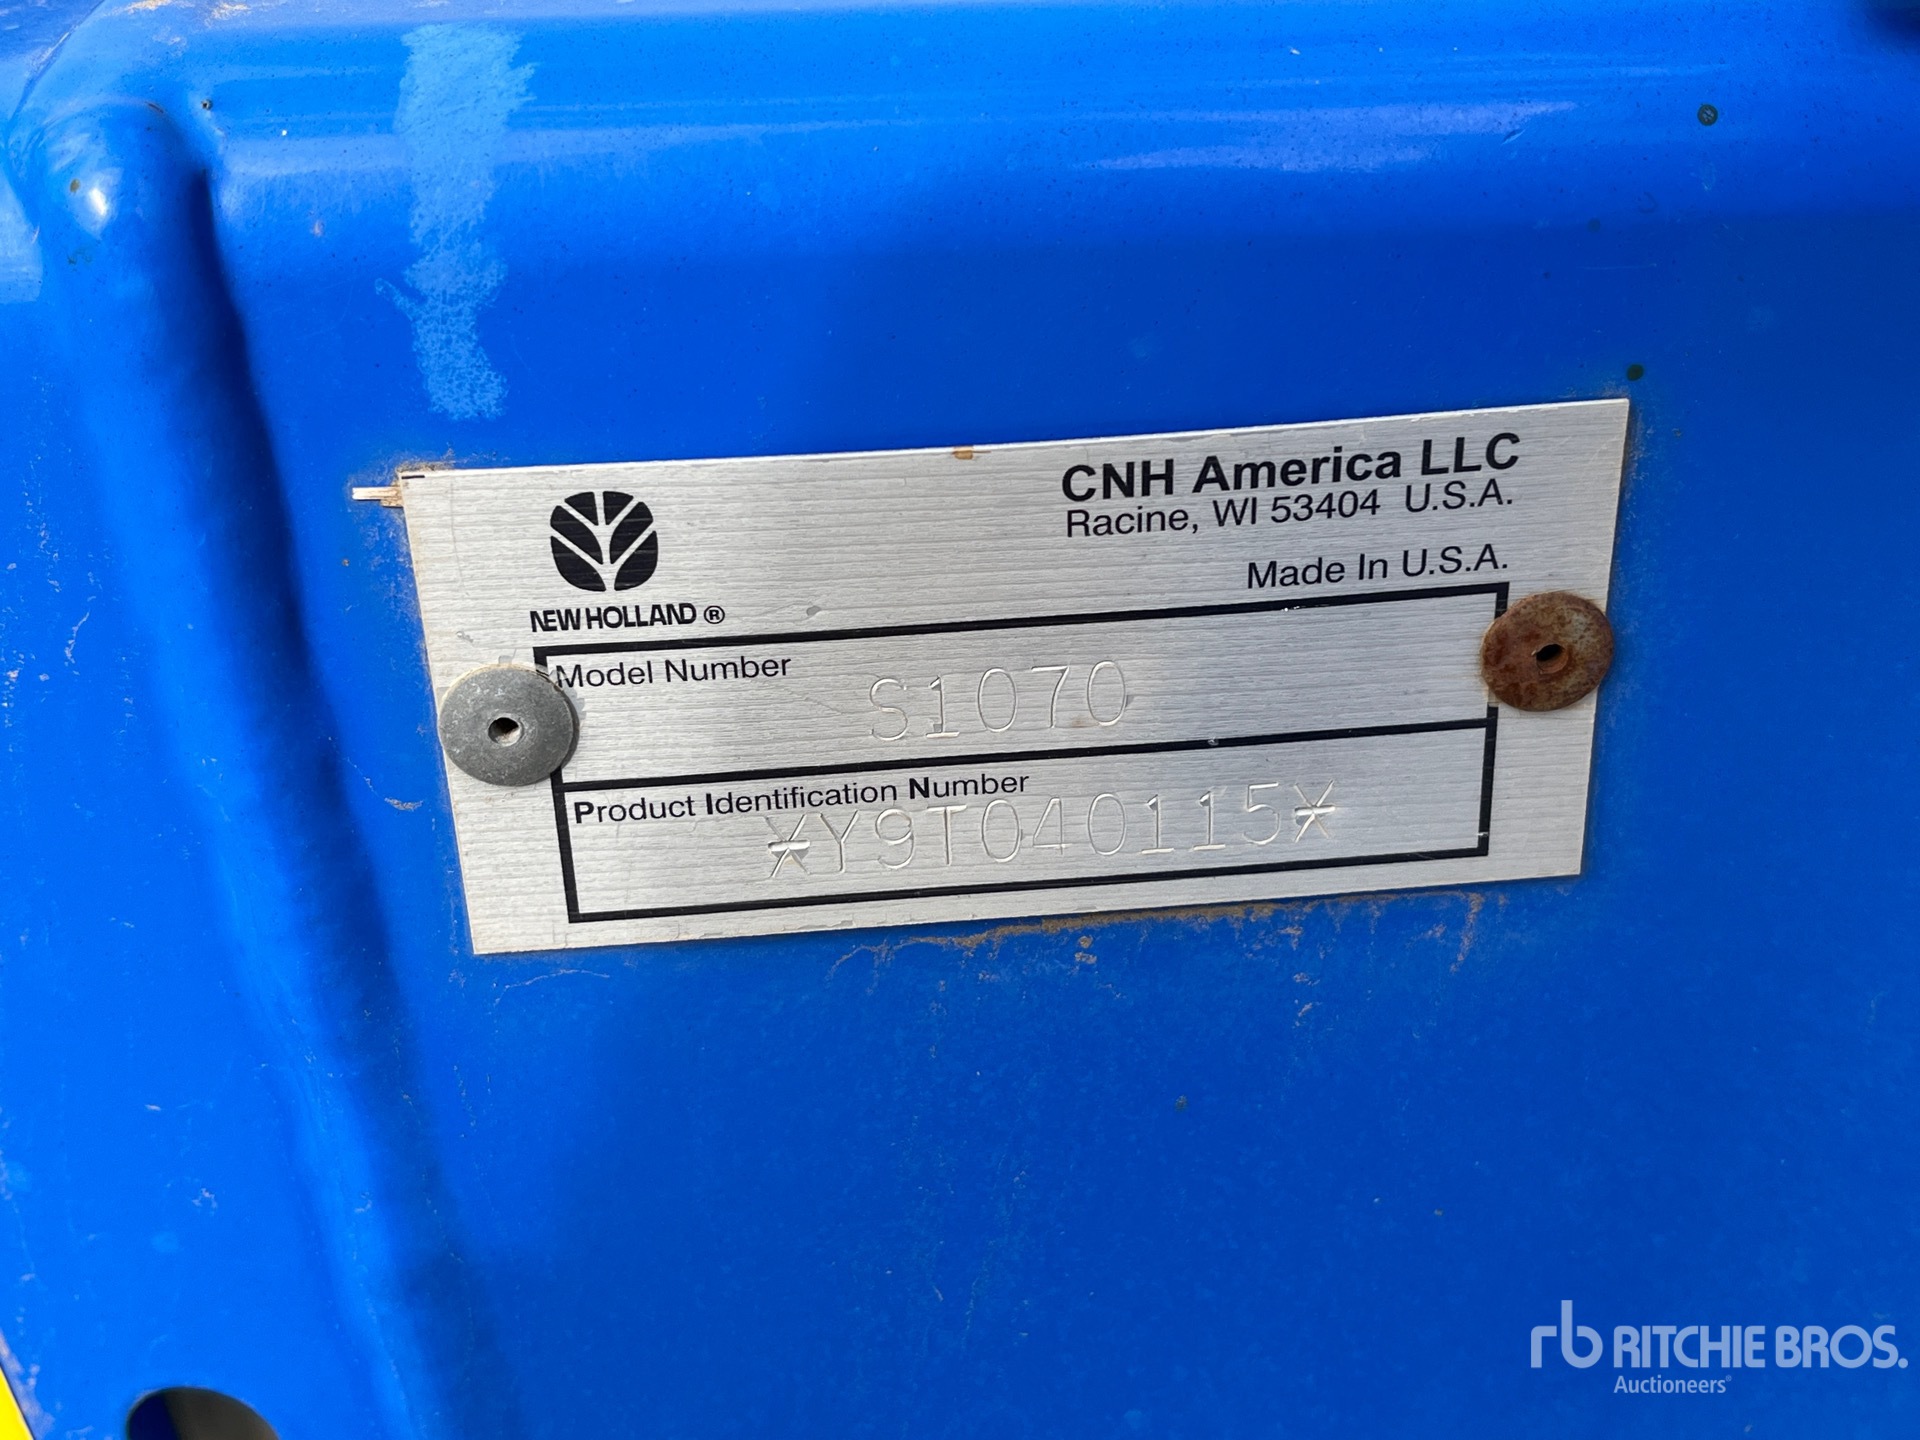 CNH America LLC
Racine, WI 53404 U.S.A.
Made In U.S.A.
NEW HOLLAND ®
Model Number
S1070
Product Identification Number
*Y9T040115*
rb RITCHIE BROS.
Auctioneers®